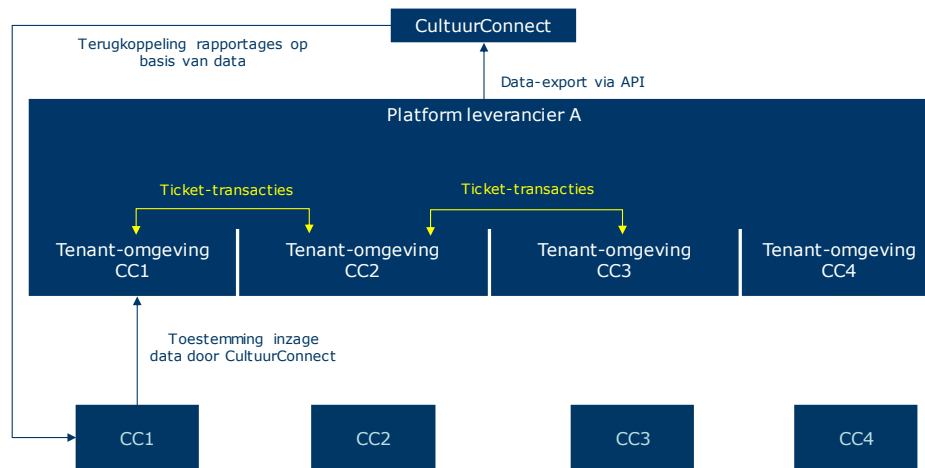 CultuurConnect
Terugkoppeling rapportages op
basis van data
Data-export via API
Platform leverancier A
Ticket-transacties
Ticket-transacties
Tenant-omgeving
CC1
Tenant-omgeving
CC2
Tenant-omgeving
CC3
Tenant-omgeving
CC4
Toestemming inzage
data door CultuurConnect
CC1
CC2
CC3
CC4